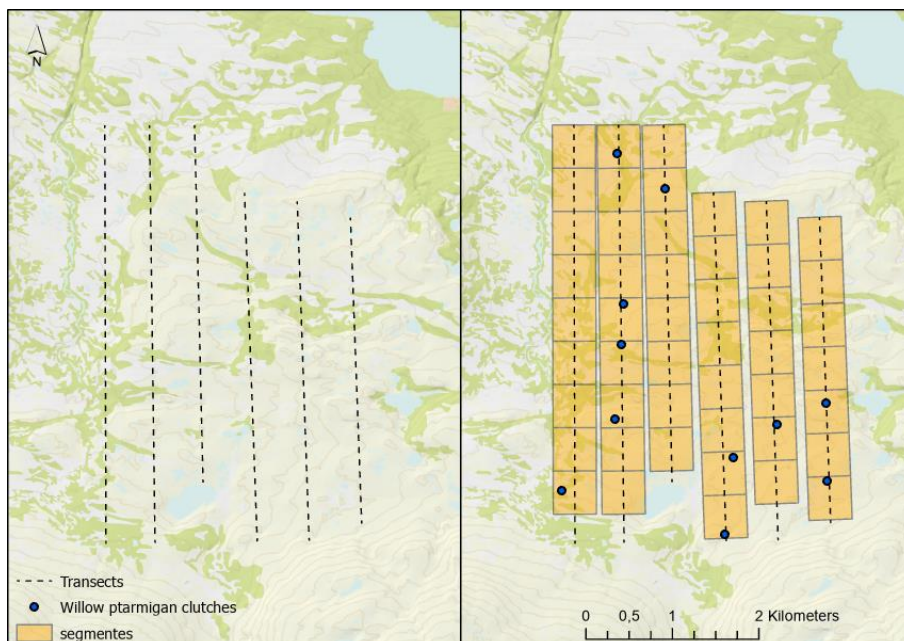 N
Transects
Willow ptarmigan clutches
segmentes
0 0,5 1 2 Kilometers